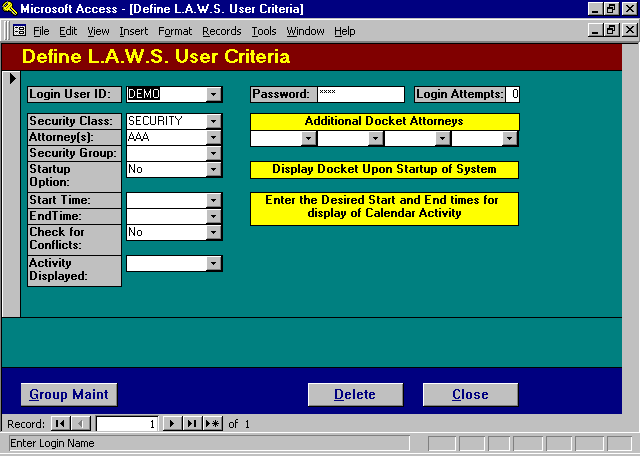 Microsoft Access - [Define L.A.W.S. User Criteria]
File Edit View Insert Format Records Tools Window Help
Define L.A.W.S. User Criteria
Login User ID: DEMO Password: **** Login Attempts: 0
Security Class: SECURITY Additional Docket Attorneys
Attorney(s): AAA
Security Group:
Startup Option: No Display Docket Upon Startup of System
Start Time: Enter the Desired Start and End times for
EndTime: display of Calendar Activity
Check for Conflicts: No
Activity Displayed:
Group Maint Delete Close
Record: 1 of 1
Enter Login Name